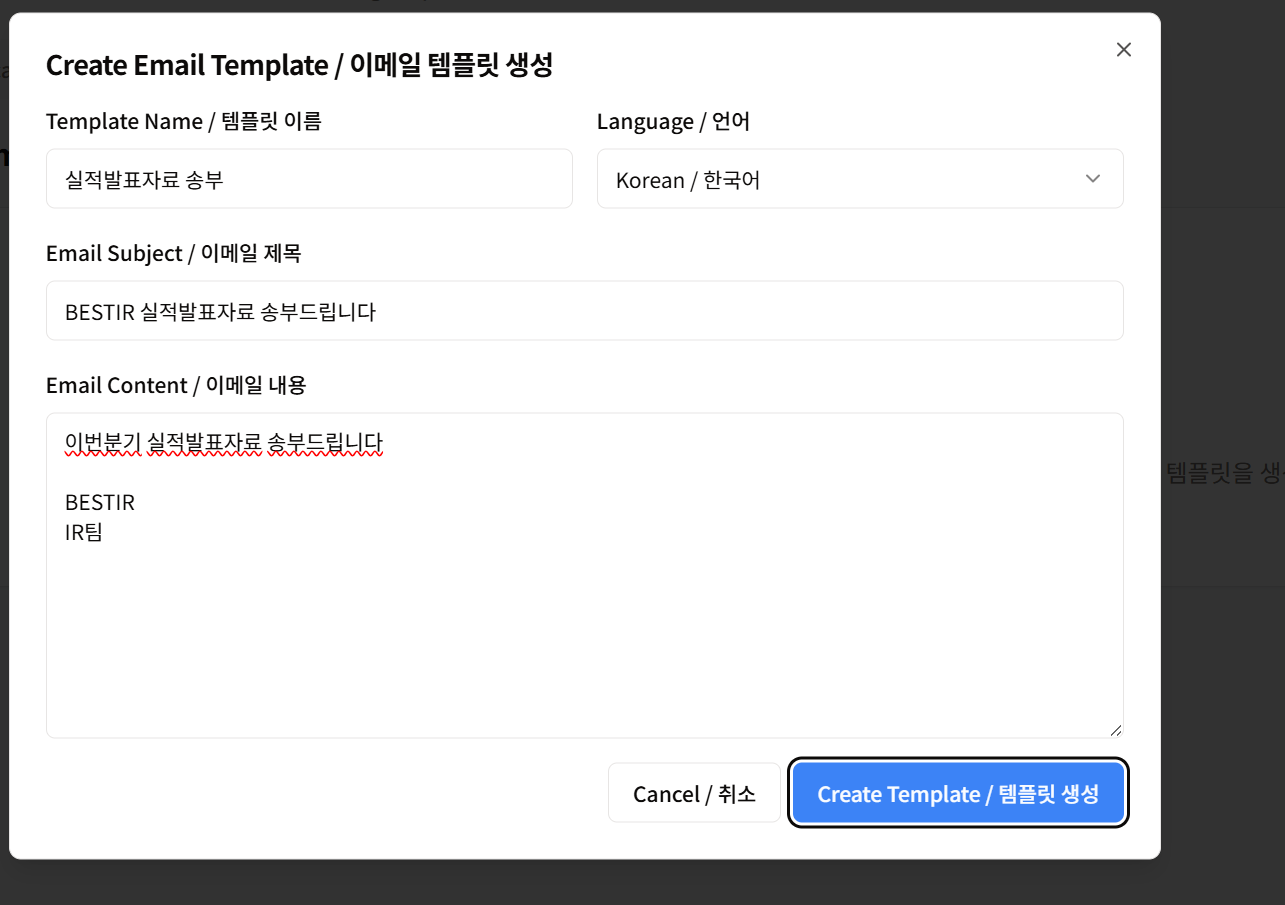 Create Email Template / 이메일 템플릿 생성
Template Name / 템플릿 이름
Language / 언어
실적발표자료 송부
Korean / 한국어
Email Subject / 이메일 제목
BESTIR 실적발표자료 송부드립니다
Email Content / 이메일 내용
이번분기 실적발표자료 송부드립니다
BESTIR
IR팀
템플릿을 생
Cancel / 취소
Create Template / 템플릿 생성